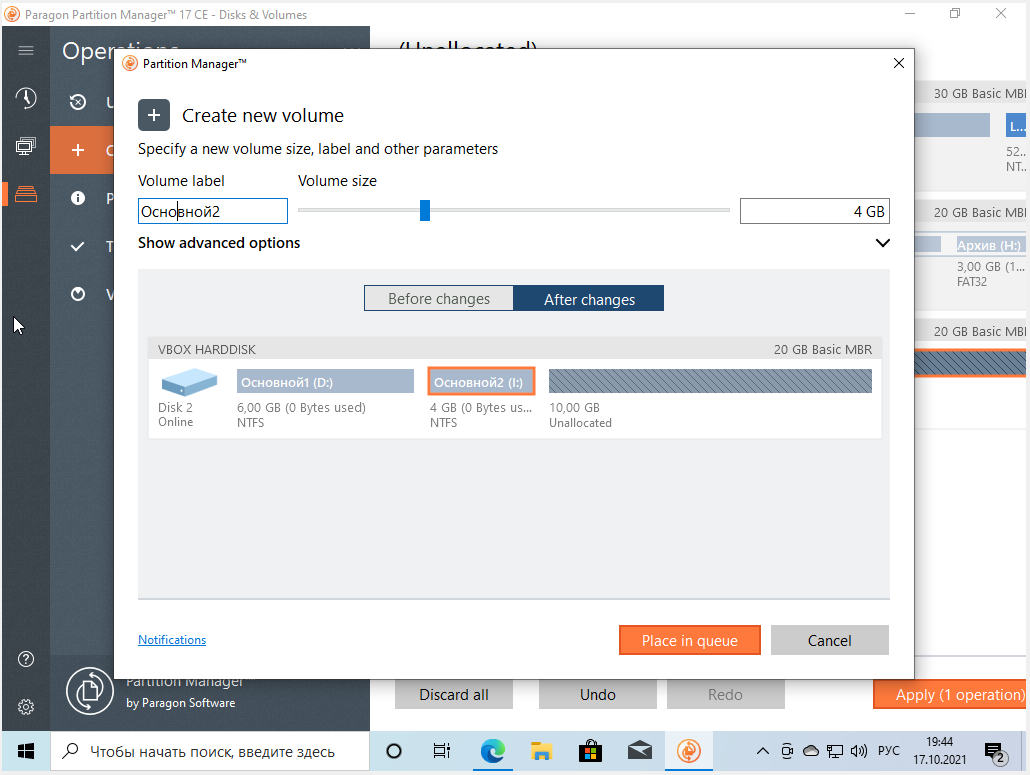 Paragon Partition Manager™ 17 CE - Disks & Volumes
Partition Manager™
30 GB Basic MBR
Create new volume
Specify a new volume size, label and other parameters
L...
52...
NT...
Volume label
Volume size
Основной2
4 GB
20 GB Basic MBR
Show advanced options
Архив (H:)
3,00 GB (1...
FAT32
Before changes
After changes
20 GB Basic MBR
VBOX HARDDISK
20 GB Basic MBR
Основной1 (D:)
Основной2 (I:)
Disk 2
Online
6,00 GB (0 Bytes used)
NTFS
4 GB (0 Bytes us...
NTFS
10,00 GB
Unallocated
Notifications
Place in queue
Cancel
Partition Manager™
by Paragon Software
Discard all
Undo
Redo
Apply (1 operation)
Чтобы начать поиск, введите здесь
РУС
19:44
17.10.2021
2